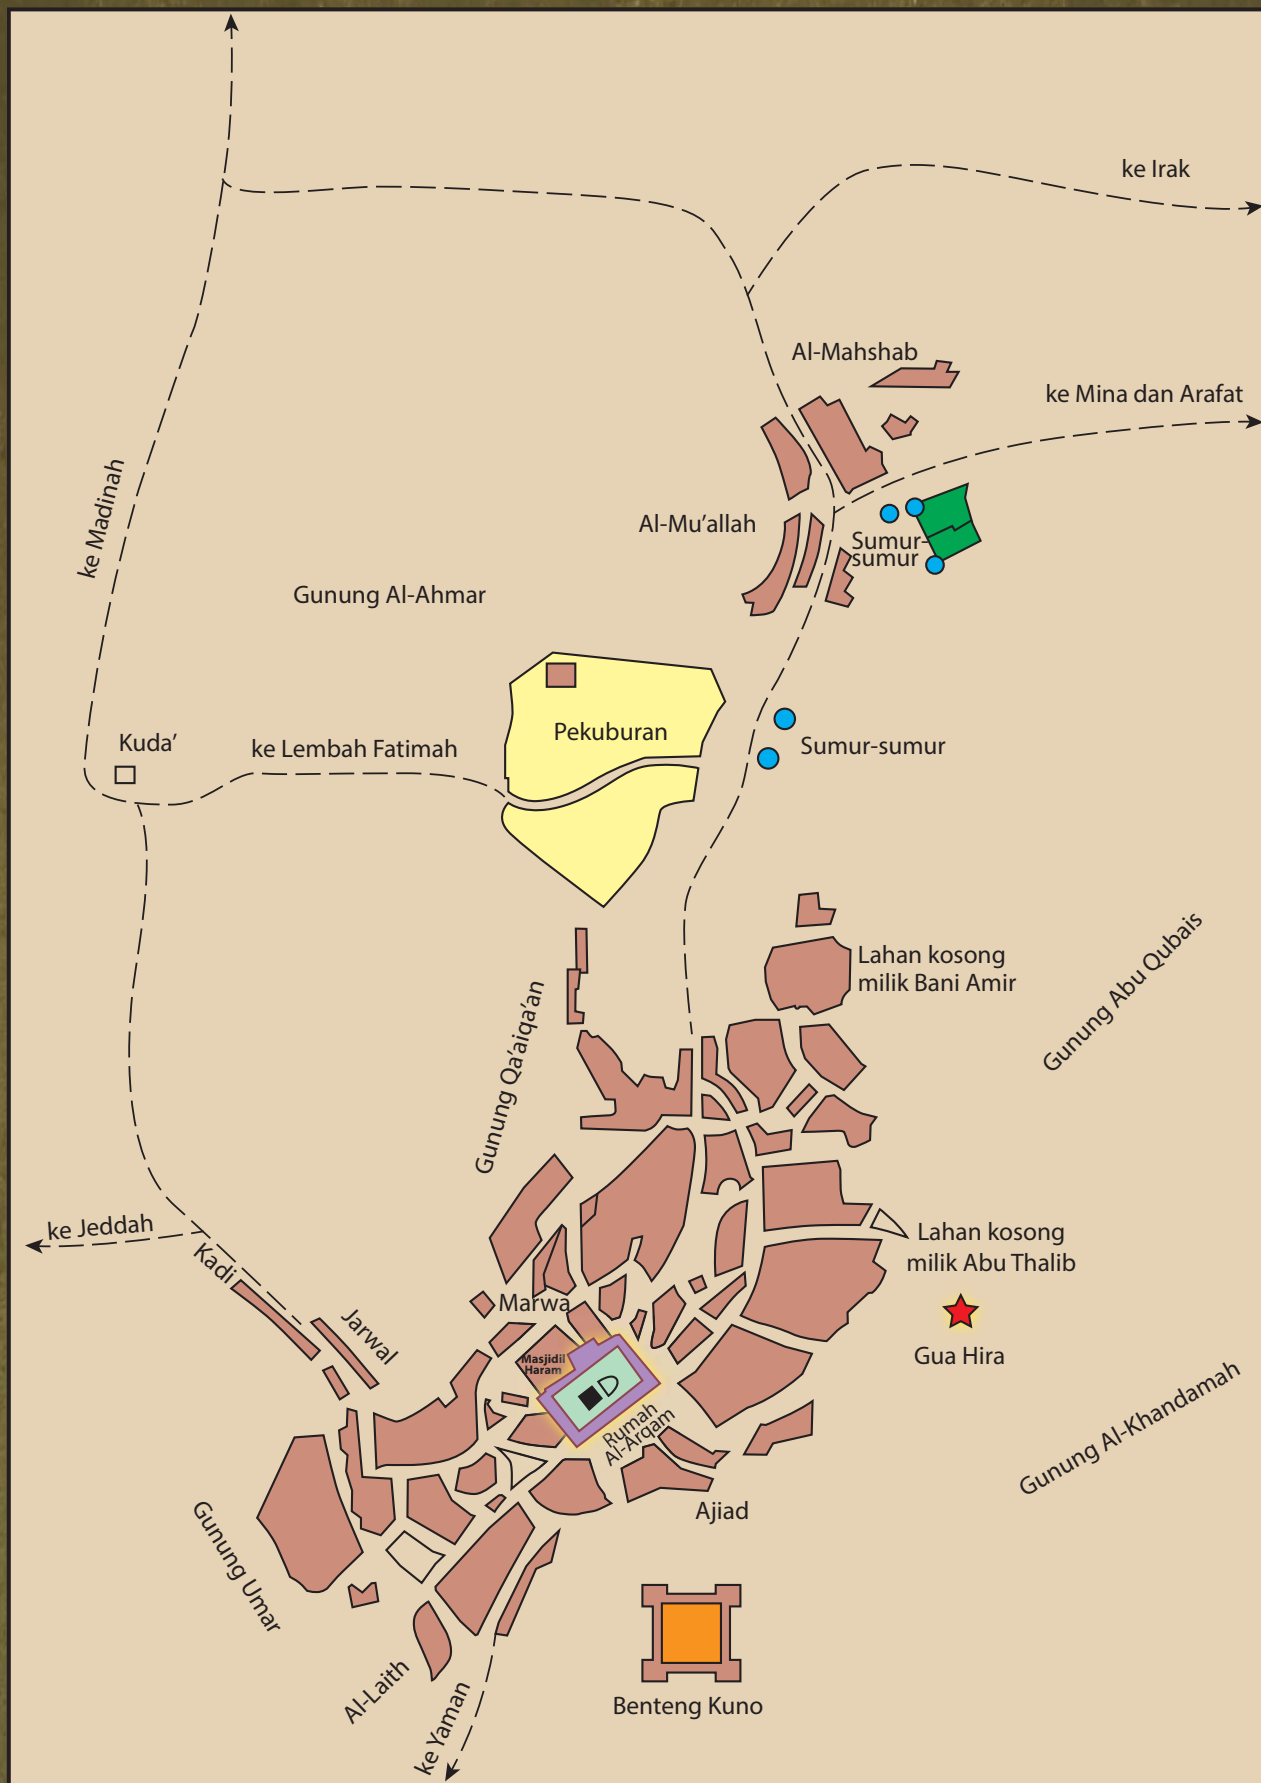 ke Irak
Al-Mahshab
ke Mina dan Arafat
ke Madinah
Al-Mu'allah
Sumur-
sumur
Gunung Al-Ahmar
Kuda'
ke Lembah Fatimah
Pekuburan
Sumur-sumur
Lahan kosong
milik Bani Amir
Gunung Abu Qubais
Gunung Qa'aiqa'an
ke Jeddah
Kadi
Jarwal
Lahan kosong
milik Abu Thalib
Marwa
Masjidil
Haram
Gua Hira
Rumah
Al-Arqam
Gunung Al-Khandamah
Ajiad
Gunung Umar
Al-Laith
ke Yaman
Benteng Kuno